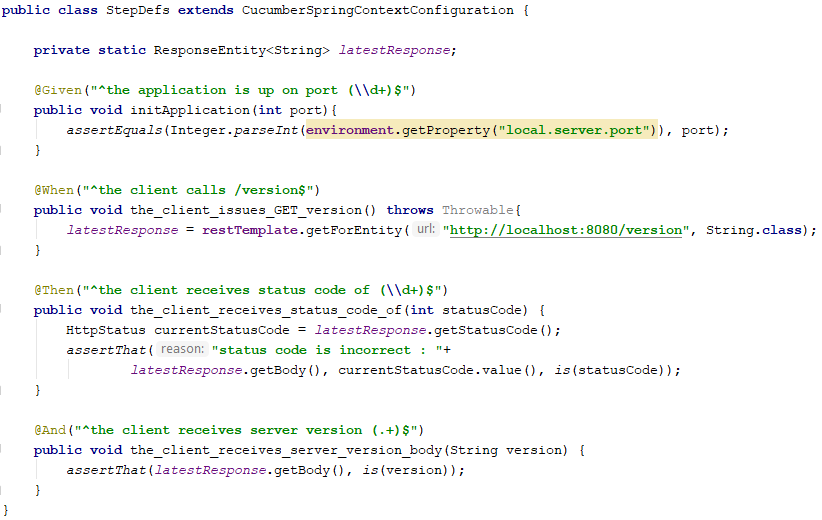 public class StepDefs extends CucumberSpringContextConfiguration {
private static ResponseEntity<String> latestResponse;
@Given("^the application is up on port (\\d+)$")
public void initApplication(int port){
assertEquals(Integer.parseInt(environment.getProperty("local.server.port")), port);
}
@When("^the client calls /version$")
public void the_client_issues_GET_version() throws Throwable{
latestResponse = restTemplate.getForEntity( url: "http://localhost:8080/version", String.class);
}
@Then("^the client receives status code of (\\d+)$")
public void the_client_receives_status_code_of(int statusCode) {
HttpStatus currentStatusCode = latestResponse.getStatusCode();
assertThat( reason: "status code is incorrect : "+
latestResponse.getBody(), currentStatusCode.value(), is(statusCode));
}
@And("^the client receives server version (.+)$")
public void the_client_receives_server_version_body(String version) {
assertThat(latestResponse.getBody(), is(version));
}
}